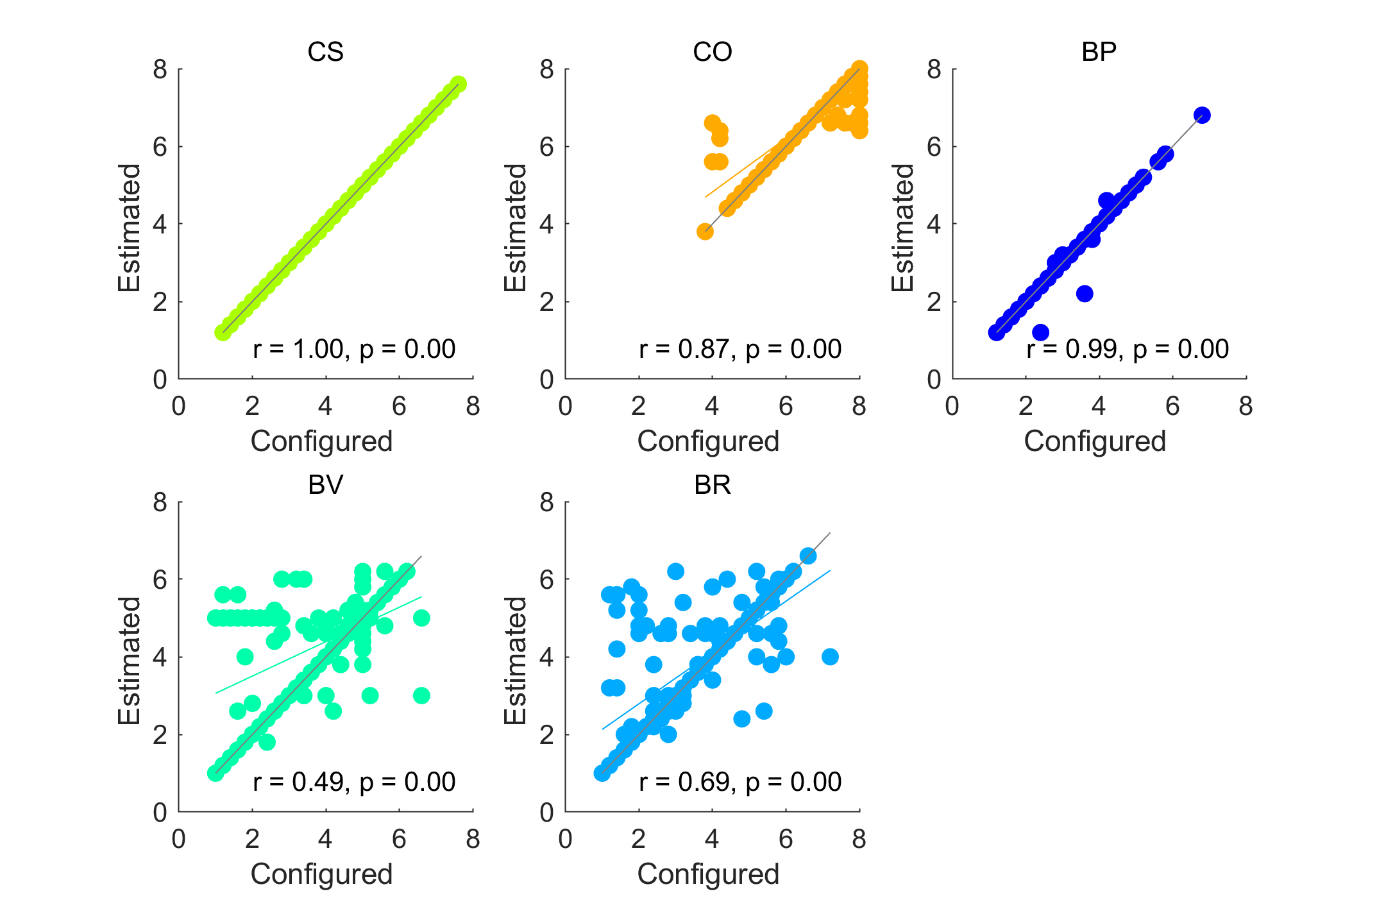 CS
8
6
4
2
0
Estimated
r = 1.00, p = 0.00
0 2 4 6 8
Configured
CO
8
6
4
2
0
Estimated
r = 0.87, p = 0.00
0 2 4 6 8
Configured
BP
8
6
4
2
0
Estimated
r = 0.99, p = 0.00
0 2 4 6 8
Configured
BV
8
6
4
2
0
Estimated
r = 0.49, p = 0.00
0 2 4 6 8
Configured
BR
8
6
4
2
0
Estimated
r = 0.69, p = 0.00
0 2 4 6 8
Configured